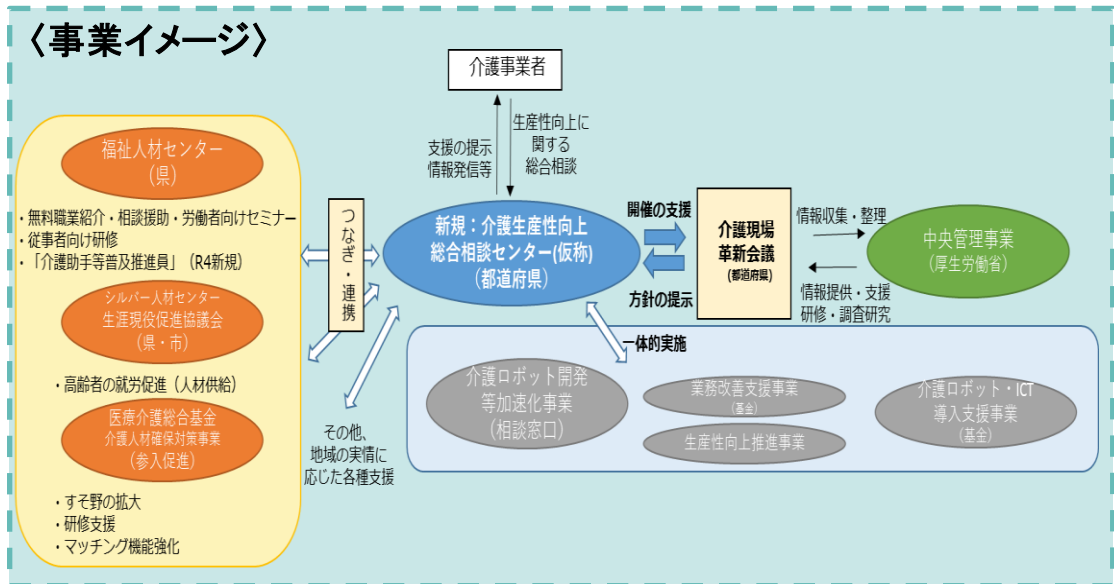 〈事業イメージ〉
介護事業者
支援の提示
情報発信等
生産性向上に
関する
総合相談
福祉人材センター
(県)
・無料職業紹介・相談援助・労働者向けセミナー
・従事者向け研修
・「介護助手等普及推進員」（R4新規）
シルバー人材センター
生涯現役促進協議会
(県・市)
・高齢者の就労促進（人材供給）
医療介護総合基金
介護人材確保対策事業
(参入促進)
・すそ野の拡大
・研修支援
・マッチング機能強化
つなぎ・連携
新規：介護生産性向上
総合相談センター(仮称)
(都道府県)
開催の支援
方針の提示
介護現場
革新会議
(都道府県)
情報収集・整理
情報提供・支援
研修・調査研究
中央管理事業
(厚生労働省)
その他、
地域の実情に
応じた各種支援
一体的実施
介護ロボット開発
等加速化事業
(相談窓口)
業務改善支援事業
(基金)
生産性向上推進事業
介護ロボット・ICT
導入支援事業
(基金)